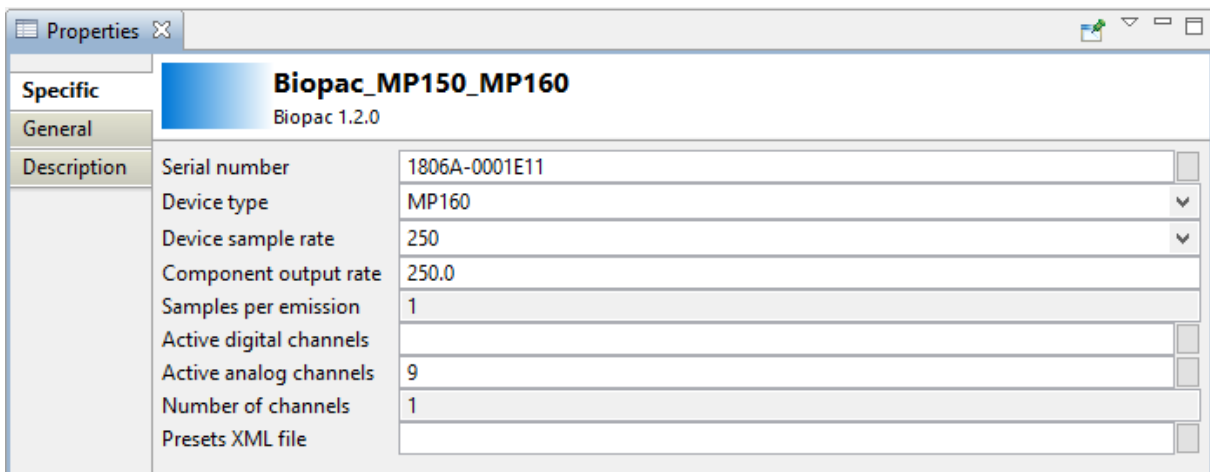 Properties
Specific
General
Description
Biopac_MP150_MP160
Biopac 1.2.0
Serial number 1806A-0001E11
Device type MP160
Device sample rate 250
Component output rate 250.0
Samples per emission 1
Active digital channels
Active analog channels 9
Number of channels 1
Presets XML file